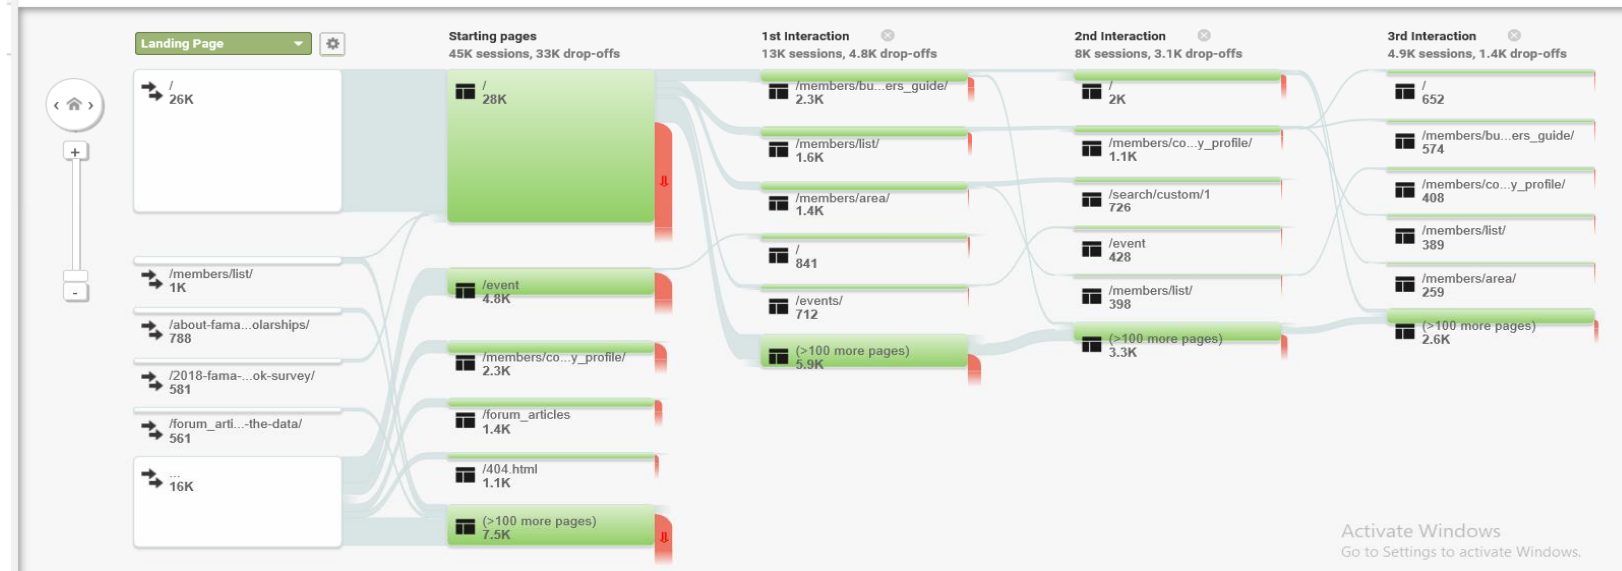 Landing Page
/
26K
/members/list/
1K
/about-fama...olarships/
788
/2018-fama-...ok-survey/
581
/forum_arti...-the-data/
561
...
16K
+
-
Starting pages
45K sessions, 33K drop-offs
/
28K
/event
4.8K
/members/co...y_profile/
2.3K
/forum_articles
1.4K
/404.html
1.1K
(>100 more pages)
7.5K
1st Interaction
13K sessions, 4.8K drop-offs
/members/bu...ers_guide/
2.3K
/members/list/
1.6K
/members/area/
1.4K
/
841
/events/
712
(>100 more pages)
5.9K
2nd Interaction
8K sessions, 3.1K drop-offs
/
2K
/members/co...y_profile/
1.1K
/search/custom/1
726
/event
428
/members/list/
398
(>100 more pages)
3.3K
3rd Interaction
4.9K sessions, 1.4K drop-offs
/
652
/members/bu...ers_guide/
574
/members/co...y_profile/
408
/members/list/
389
/members/area/
259
(>100 more pages)
2.6K
Activate Windows
Go to Settings to activate Windows.